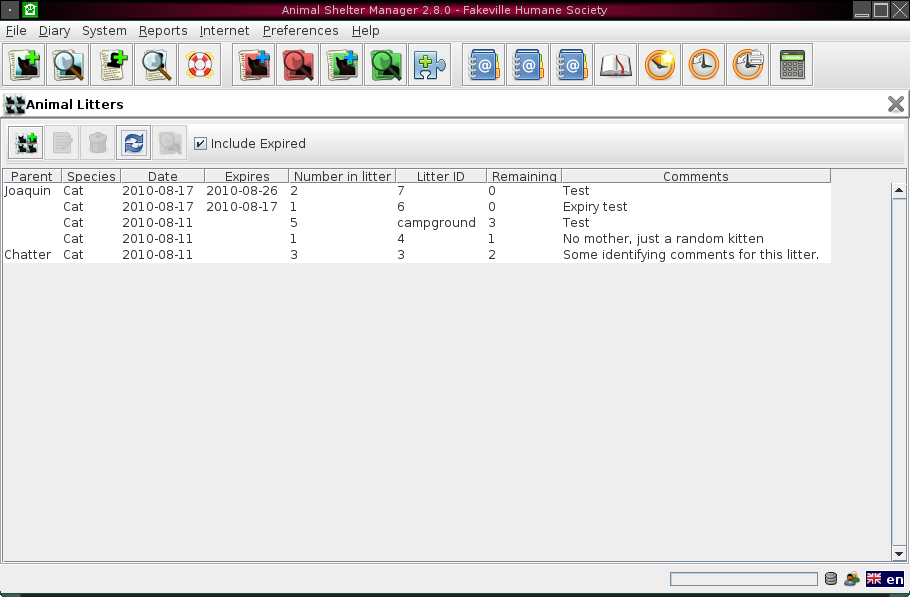 Animal Shelter Manager 2.8.0 - Fakeville Humane Society
File Diary System Reports Internet Preferences Help
Animal Litters
Include Expired
Parent Species Date Expires Number in litter Litter ID Remaining Comments
Joaquin Cat 2010-08-17 2010-08-26 2 7 0 Test
Cat 2010-08-17 2010-08-17 1 6 0 Expiry test
Cat 2010-08-11 5 campground 3 Test
Cat 2010-08-11 1 4 1 No mother, just a random kitten
Chatter Cat 2010-08-11 3 3 2 Some identifying comments for this litter.
en